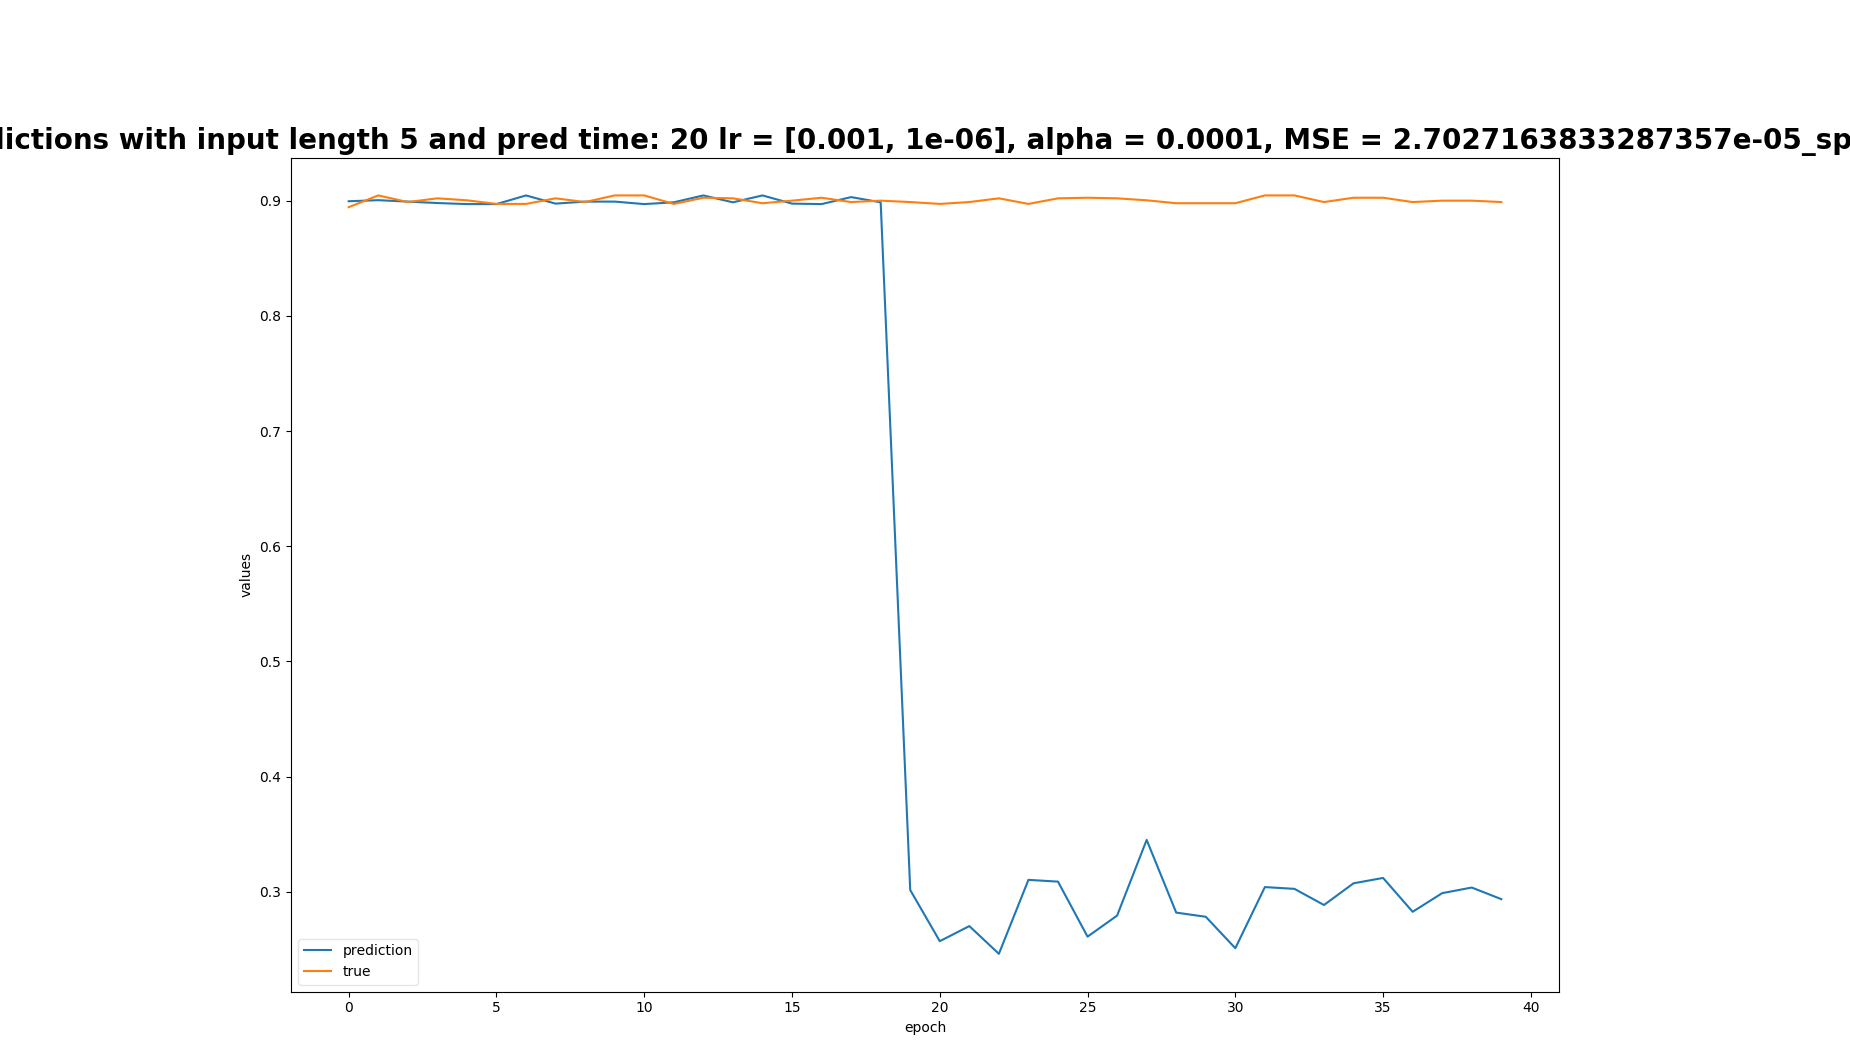 with input length 5 and pred time: 20 lr = [0.001, 1e-06], alpha = 0.0001, MSE = 2.7027163833287357e-05_sp
0.9
0.8
0.7
0.6
0.5
0.4
0.3
values
prediction
true
0 5 10 15 20 25 30 35 40
epoch